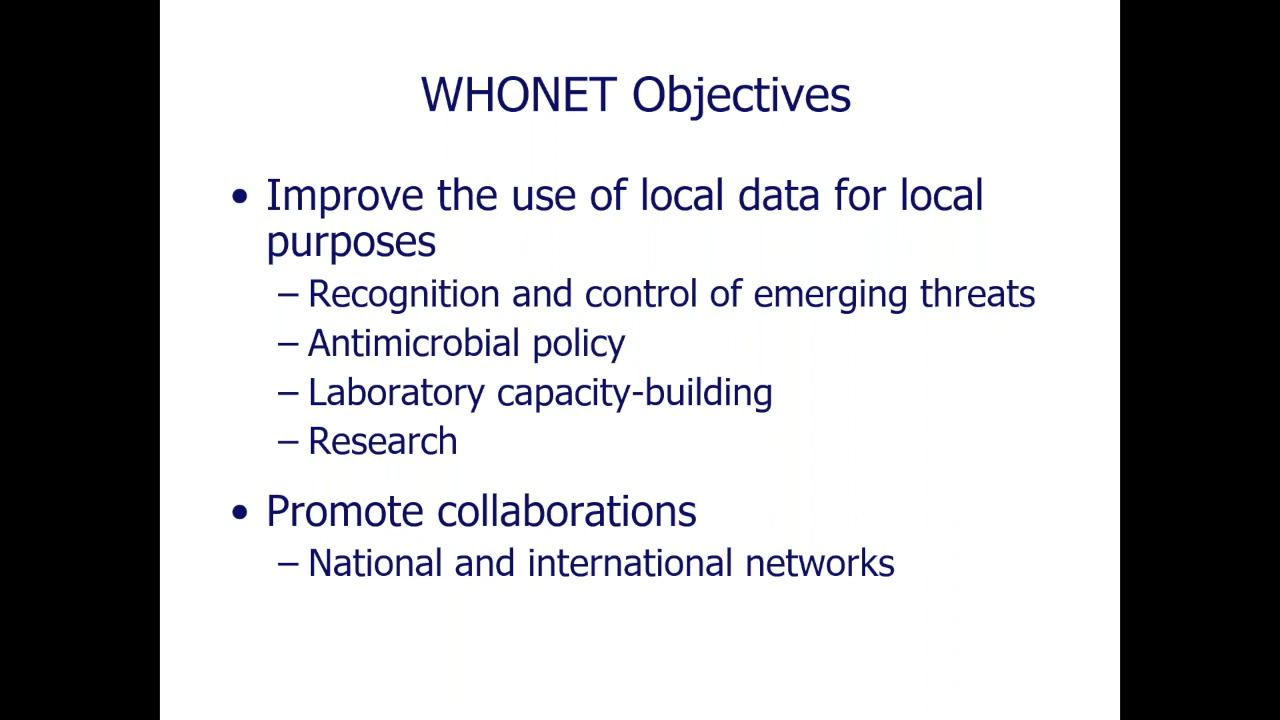 WHONET Objectives
• Improve the use of local data for local
purposes
– Recognition and control of emerging threats
– Antimicrobial policy
– Laboratory capacity-building
– Research
• Promote collaborations
– National and international networks